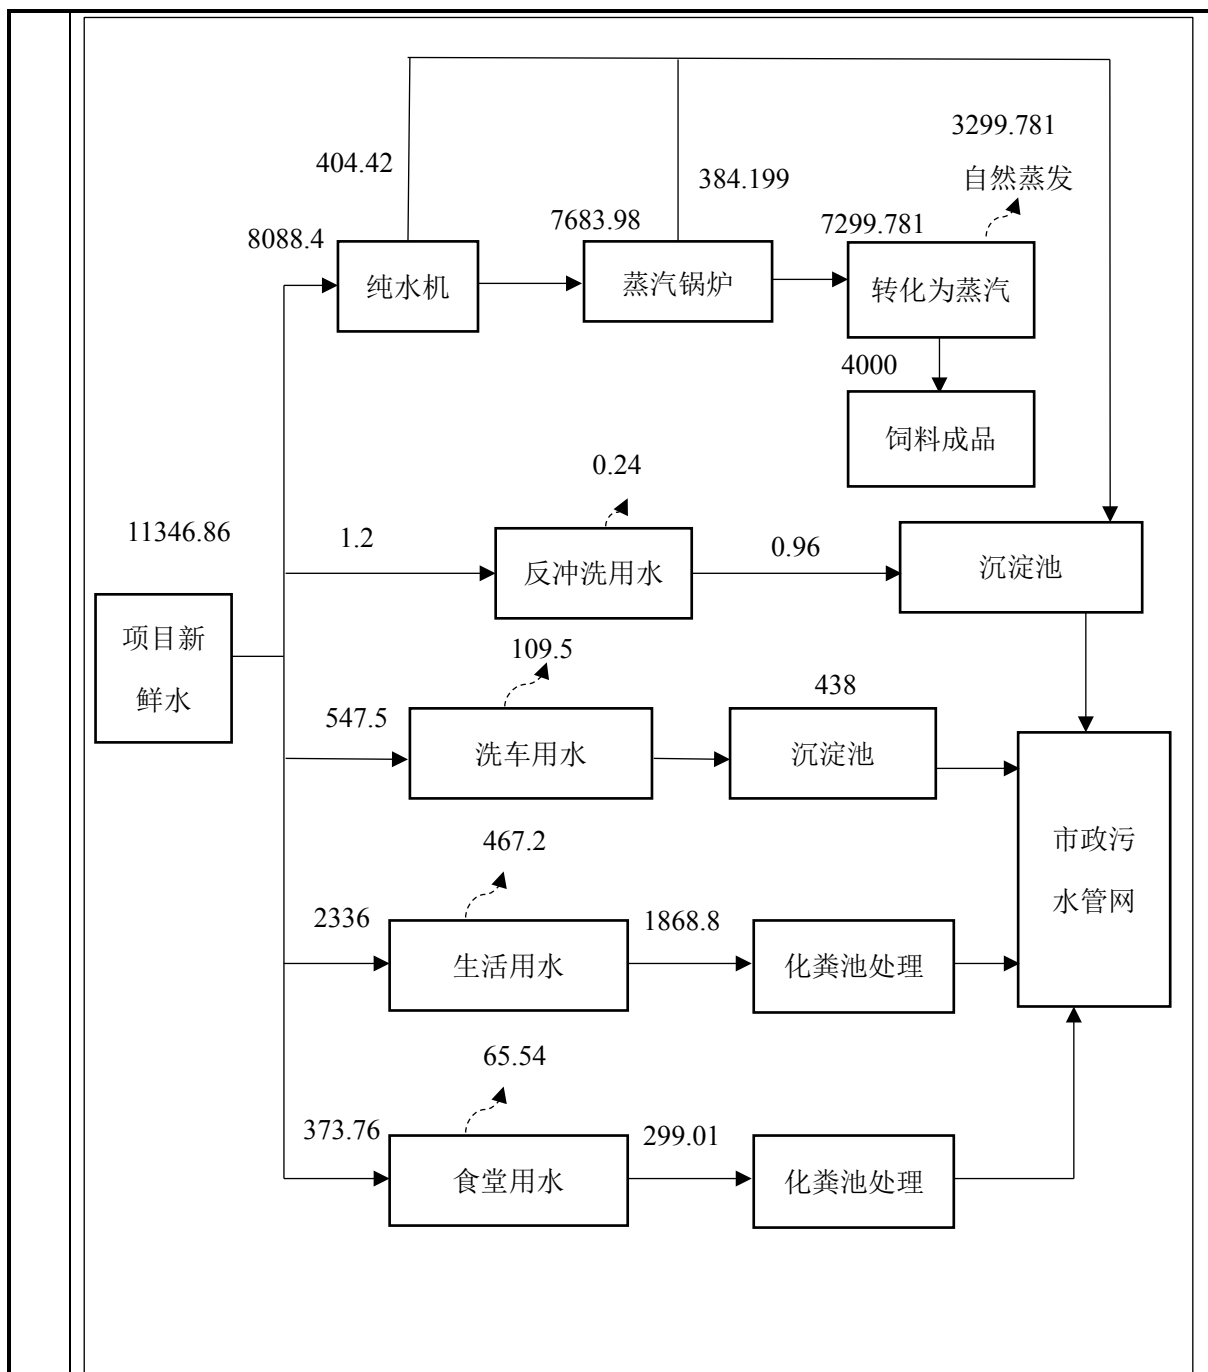 3299.781
404.42
384.199
自然蒸发
8088.4
7683.98
7299.781
纯水机
蒸汽锅炉
转化为蒸汽
4000
饲料成品
0.24
11346.86
1.2
0.96
反冲洗用水
沉淀池
项目新
鲜水
109.5
438
547.5
洗车用水
沉淀池
市政污
水管网
467.2
2336
1868.8
生活用水
化粪池处理
65.54
373.76
299.01
食堂用水
化粪池处理